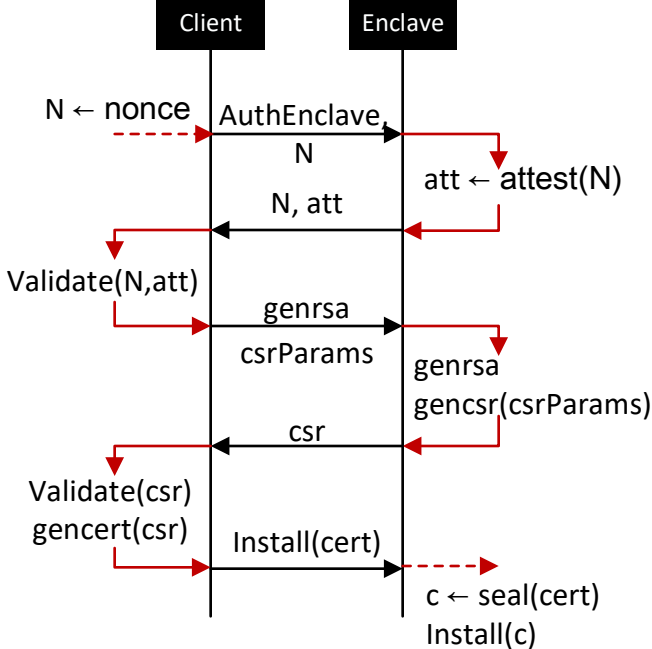 Client
Enclave
N ← nonce
AuthEnclave,
N
att ← attest(N)
N, att
Validate(N,att)
genrsa
csrParams
genrsa
gencsr(csrParams)
csr
Validate(csr)
gencert(csr)
Install(cert)
c ← seal(cert)
Install(c)